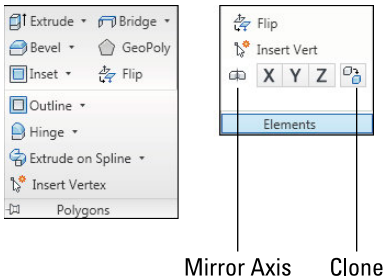 Extrude Bridge
Bevel GeoPoly
Inset Flip
Outline
Hinge
Extrude on Spline
Insert Vertex
Polygons
Flip
Insert Vert
X Y Z
Elements
Mirror Axis Clone